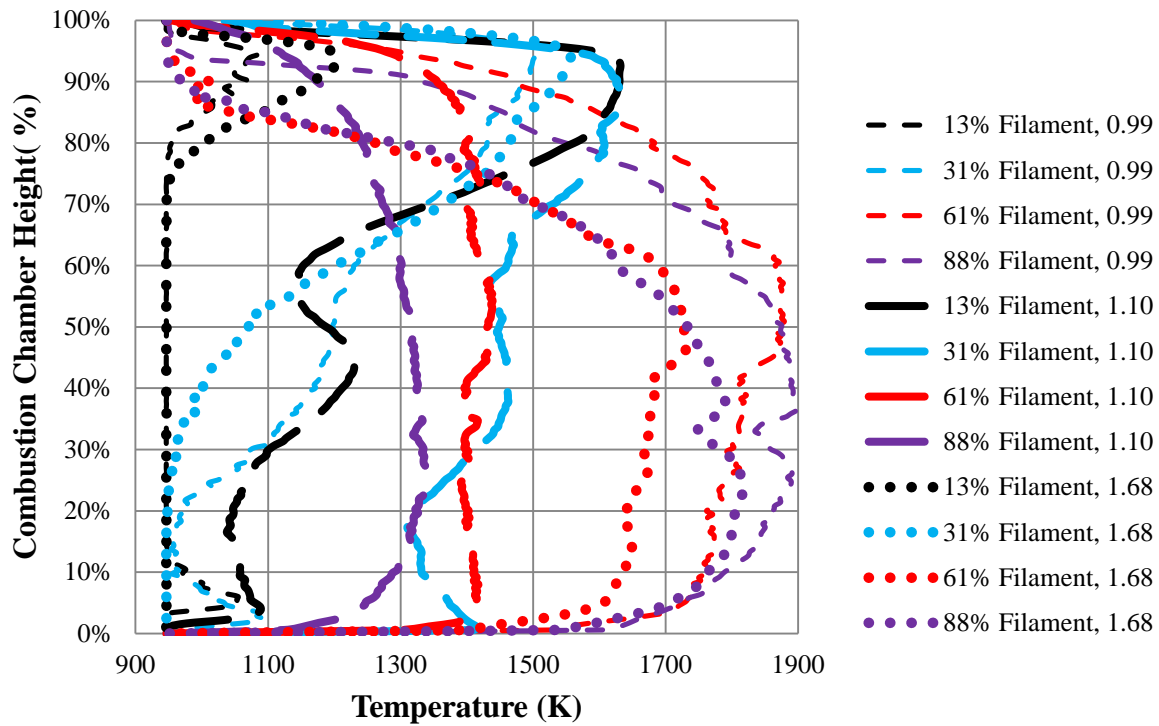 100%
90%
80%
70%
60%
50%
40%
30%
20%
10%
0%
Combustion Chamber Height( %)
900 1100 1300 1500 1700 1900
Temperature (K)
13% Filament, 0.99
31% Filament, 0.99
61% Filament, 0.99
88% Filament, 0.99
13% Filament, 1.10
31% Filament, 1.10
61% Filament, 1.10
88% Filament, 1.10
13% Filament, 1.68
31% Filament, 1.68
61% Filament, 1.68
88% Filament, 1.68